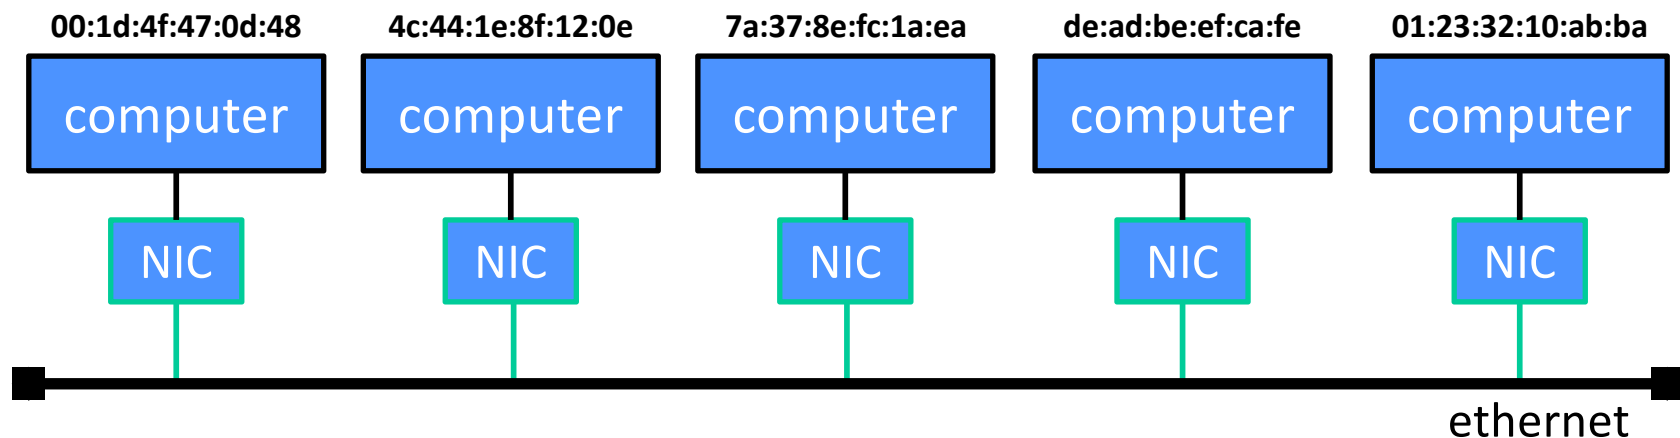 00:1d:4f:47:0d:48 4c:44:1e:8f:12:0e 7a:37:8e:fc:1a:ea de:ad:be:ef:ca:fe 01:23:32:10:ab:ba
computer computer computer computer computer
NIC NIC NIC NIC NIC
ethernet